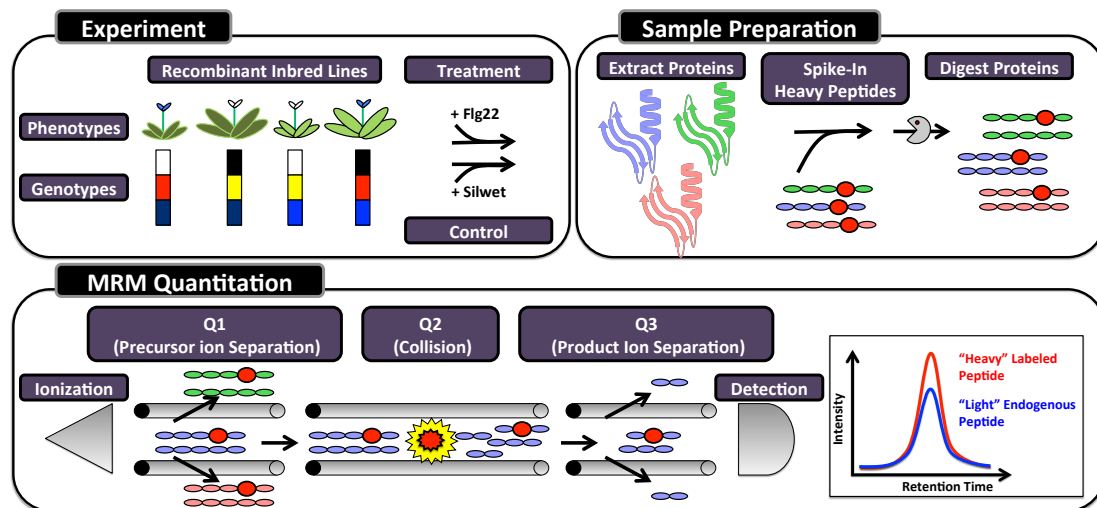 Experiment
Recombinant Inbred Lines
Treatment
Phenotypes
+ Flg22
Genotypes
+ Silwet
Control
Sample Preparation
Extract Proteins
Spike-In
Heavy Peptides
Digest Proteins
MRM Quantitation
Q1
(Precursor ion Separation)
Q2
(Collision)
Q3
(Product Ion Separation)
Ionization
Detection
Intensity
"Heavy" Labeled
Peptide
"Light" Endogenous
Peptide
Retention Time